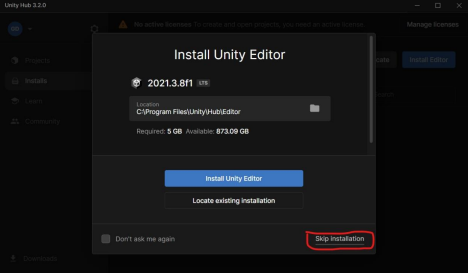 Unity Hub 3.2.0
No active licenses To create and open projects, you need an active license
Manage licenses
Projects
Installs
Learn
Community
Install Editor
Install Unity Editor
2021.3.8f1 LTS
Location
C:\Program Files\Unity\Hub\Editor
Required: 5 GB Available: 873.09 GB
Install Unity Editor
Locate existing installation
Don't ask me again
Skip installation
Downloads